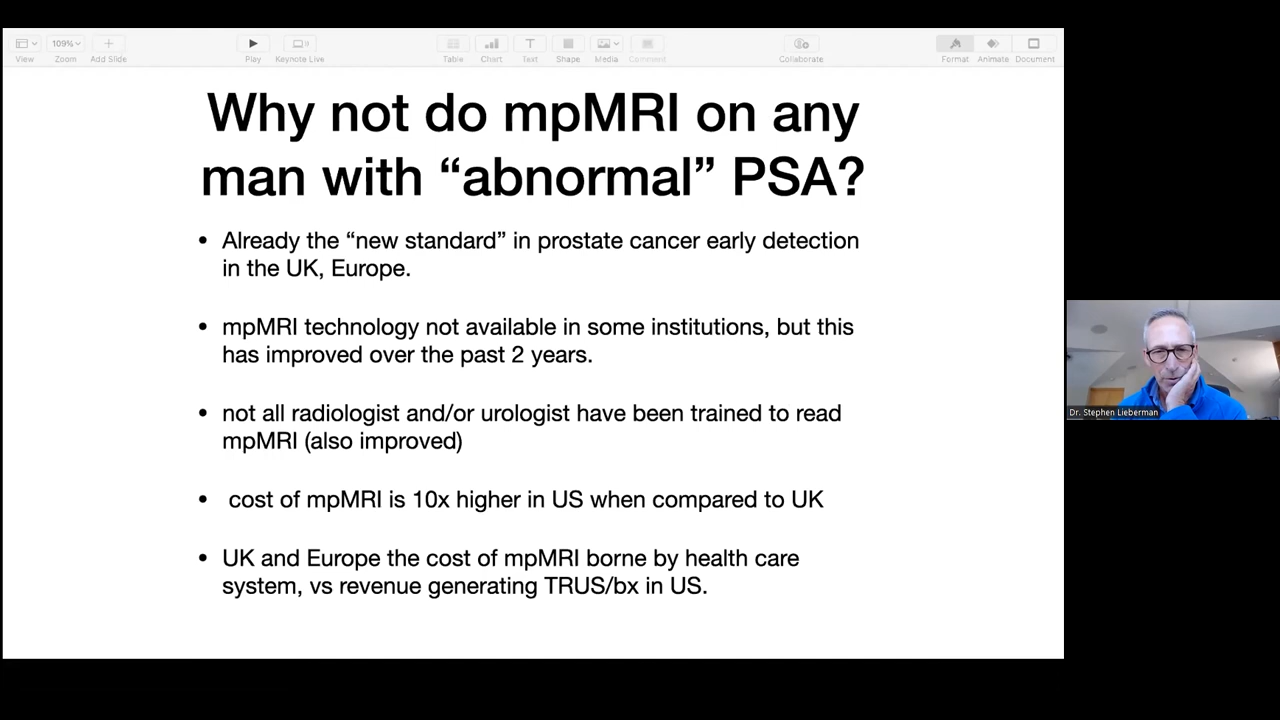 View
109%
Zoom
Add Slide
Play
Keynote Live
Table
Chart
Text
Shape
Media
Comment
Collaborate
Format
Animate
Document
Why not do mpMRI on any
man with “abnormal” PSA?
• Already the “new standard” in prostate cancer early detection
in the UK, Europe.
• mpMRI technology not available in some institutions, but this
has improved over the past 2 years.
• not all radiologist and/or urologist have been trained to read
mpMRI (also improved)
• cost of mpMRI is 10x higher in US when compared to UK
• UK and Europe the cost of mpMRI borne by health care
system, vs revenue generating TRUS/bx in US.
Dr. Stephen Lieberman